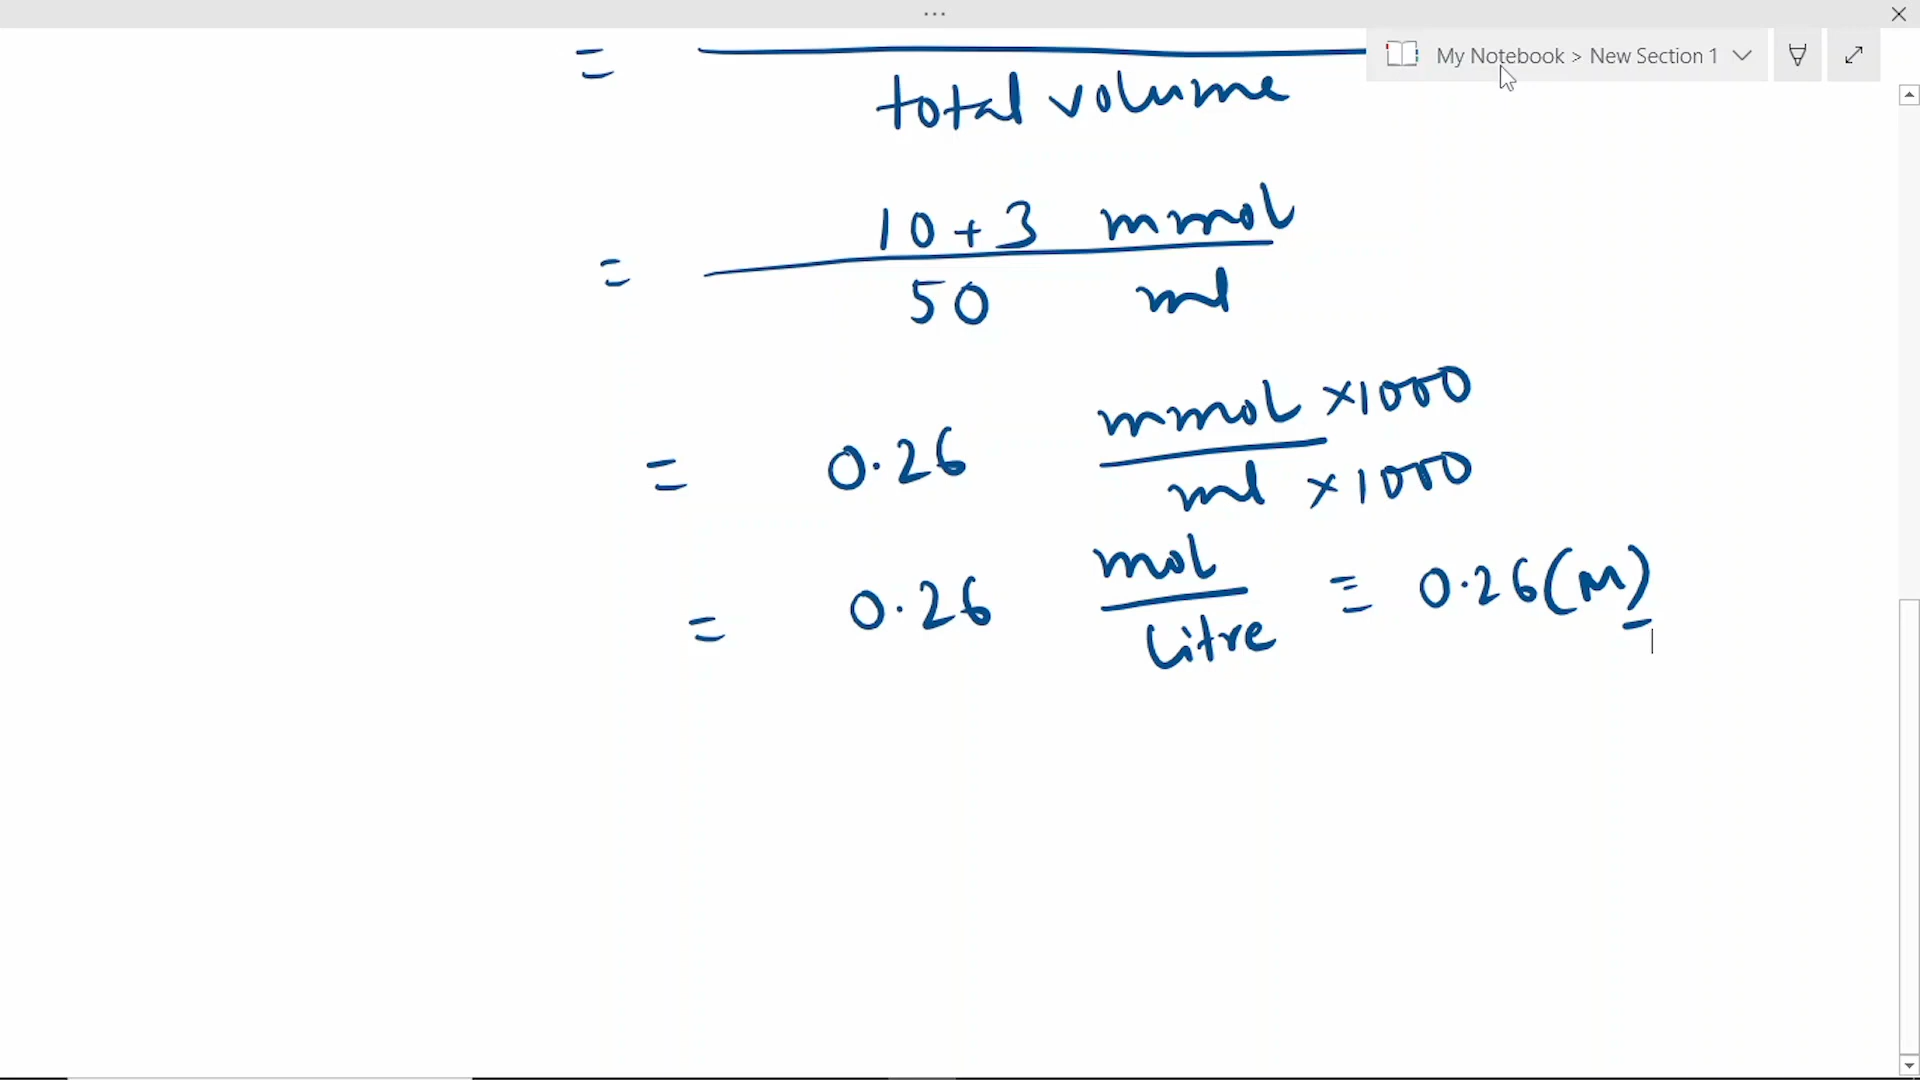 ...
My Notebook > New Section 1
=
total volume
= 10 + 3 mmol
50 ml
= 0.26 mmol × 1000
ml × 1000
= 0.26 mol ≡ 0.26 (M)
Litre